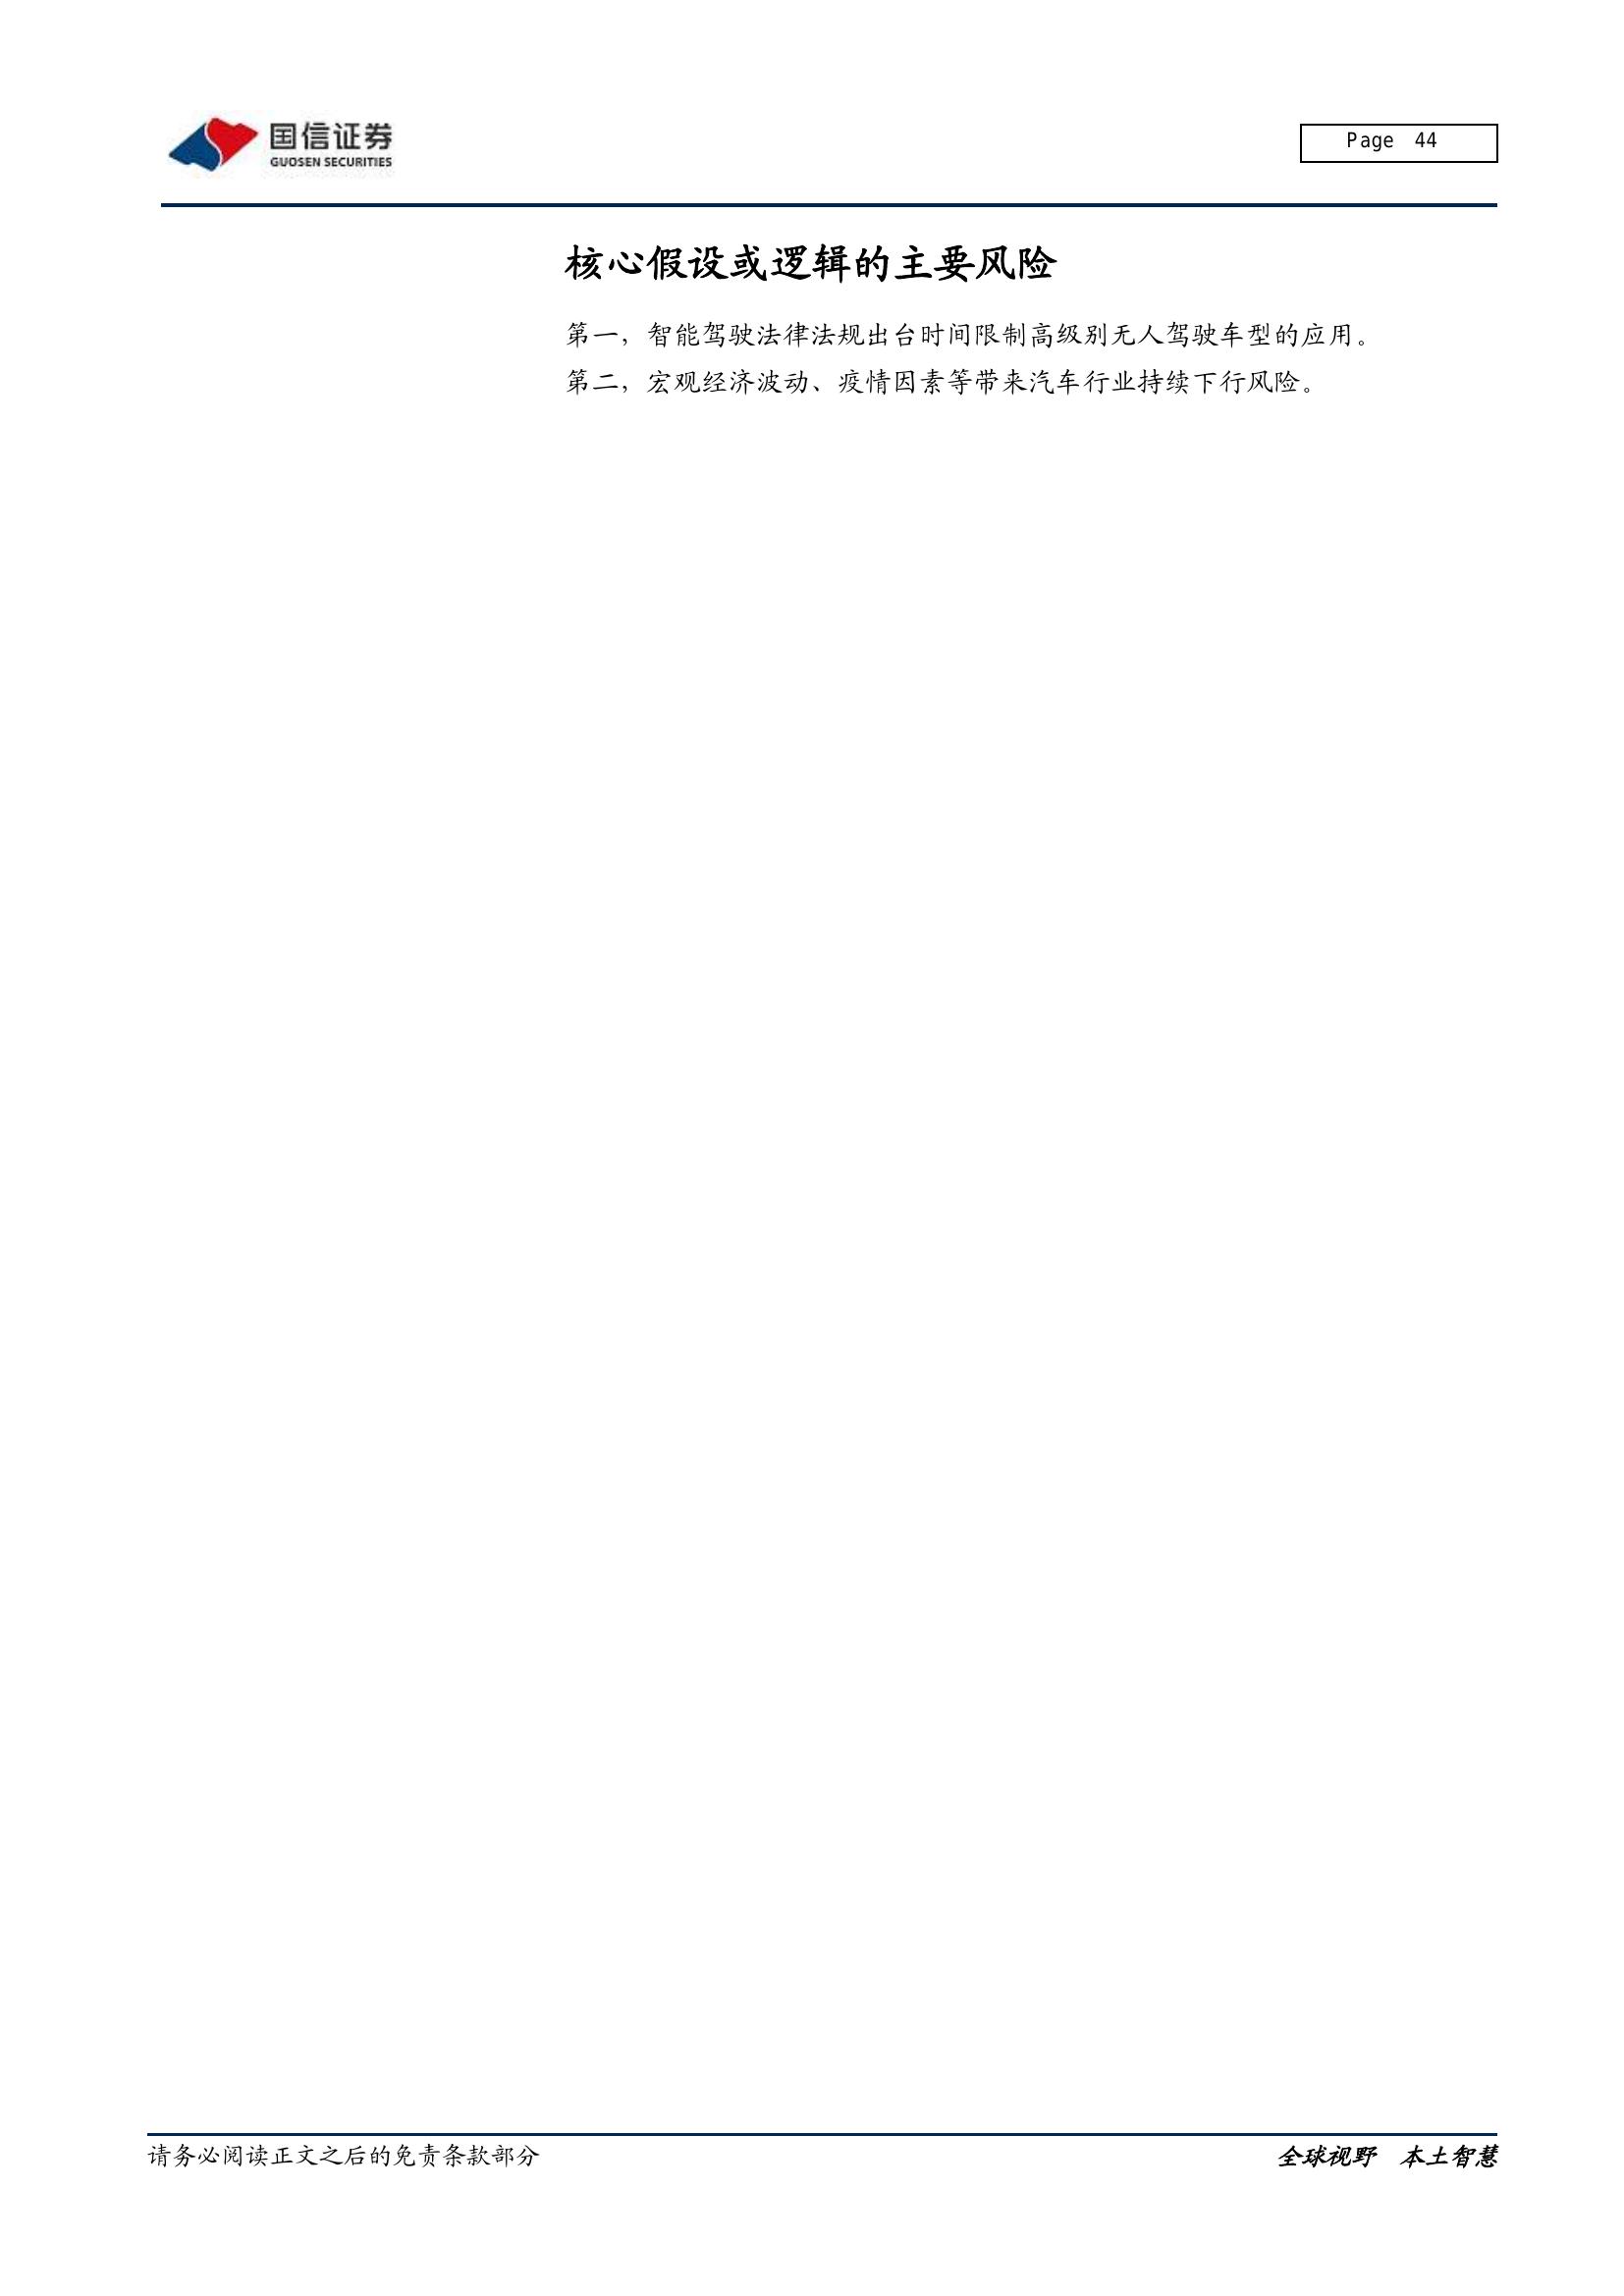 国信证券
GUOSEN SECURITIES
Page 44
核心假设或逻辑的主要风险
第一，智能驾驶法律法规出台时间限制高级别无人驾驶车型的应用。
第二，宏观经济波动、疫情因素等带来汽车行业持续下行风险。
请务必阅读正文之后的免责条款部分
全球视野 本土智慧